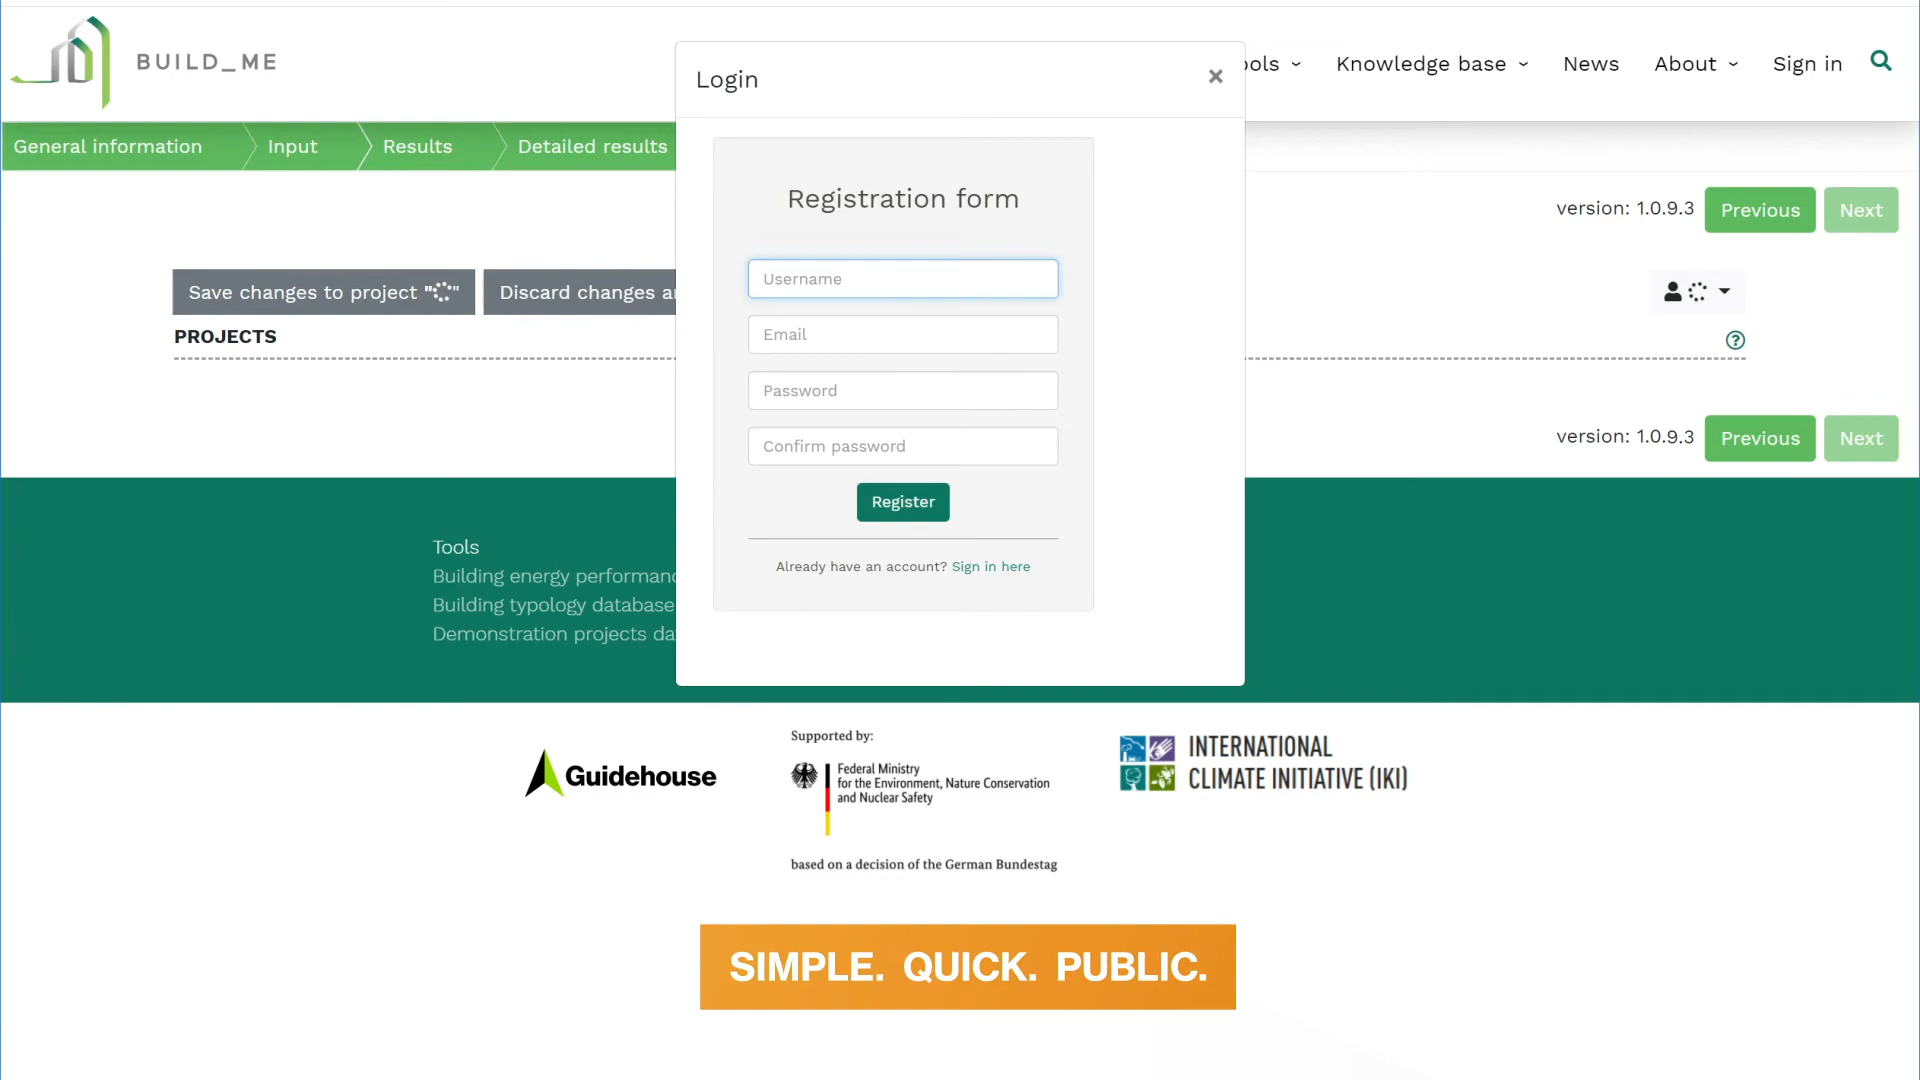 BUILD_ME
Login
Knowledge base
News
About
Sign in
General information
Input
Results
Detailed results
Registration form
version: 1.0.9.3
Previous
Next
Username
Save changes to project ""
Discard changes
PROJECTS
Email
Password
Confirm password
version: 1.0.9.3
Previous
Next
Register
Already have an account? Sign in here
Tools
Building energy
Building typology database
Demonstration projects
Guidehouse
Supported by:
Federal Ministry
for the Environment, Nature Conservation
and Nuclear Safety
based on a decision of the German Bundestag
INTERNATIONAL
CLIMATE INITIATIVE (IKI)
SIMPLE. QUICK. PUBLIC.